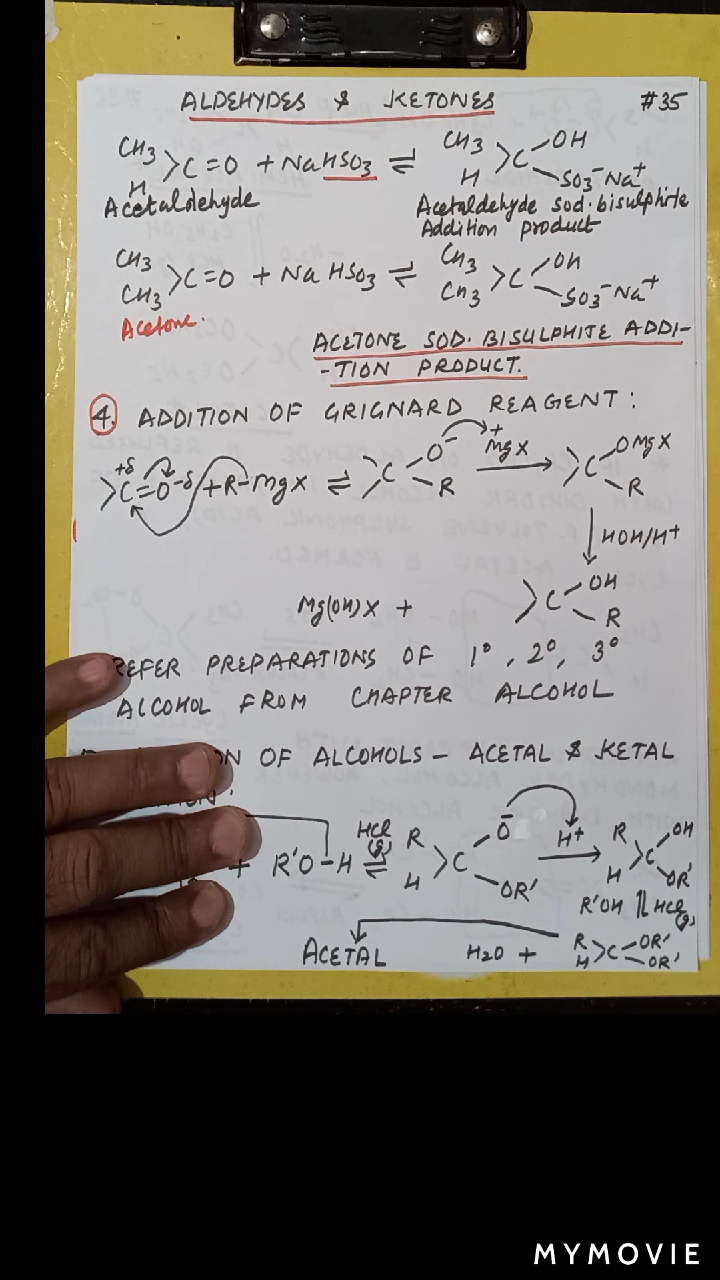 ALDEHYDES & KETONES #35
CH3 H >C=O + NaHSO3 ⇌ CH3 H >C -OH -SO3⁻Na⁺
Acetaldehyde Acetaldehyde sod. bisulphite
Addition product
CH3 CH3 >C=O + NaHSO3 ⇌ CH3 CH3 >C -OH -SO3⁻Na⁺
Acetone.
ACETONE SOD. BISULPHITE ADDI-
-TION PRODUCT.
4. ADDITION OF GRIGNARD REAGENT:
>C⁺δ=O⁻δ + R-MgX ⇌ >C -O⁻ -R ⁺MgX → >C -OMgX -R
↓ HOH/H⁺
Mg(OH)X + >C -OH -R
REFER PREPARATIONS OF 1°, 2°, 3°
ALCOHOL FROM CHAPTER ALCOHOL
OF ALCOHOLS - ACETAL & KETAL
:
+ R'O-H ⇌ HCl (g) R H >C -O⁻ -OR' H⁺ → R H >C -OH -OR'
R'OH ⇌ HCl(g)
ACETAL H2O + R H >C -OR' -OR'
MYMOVIE